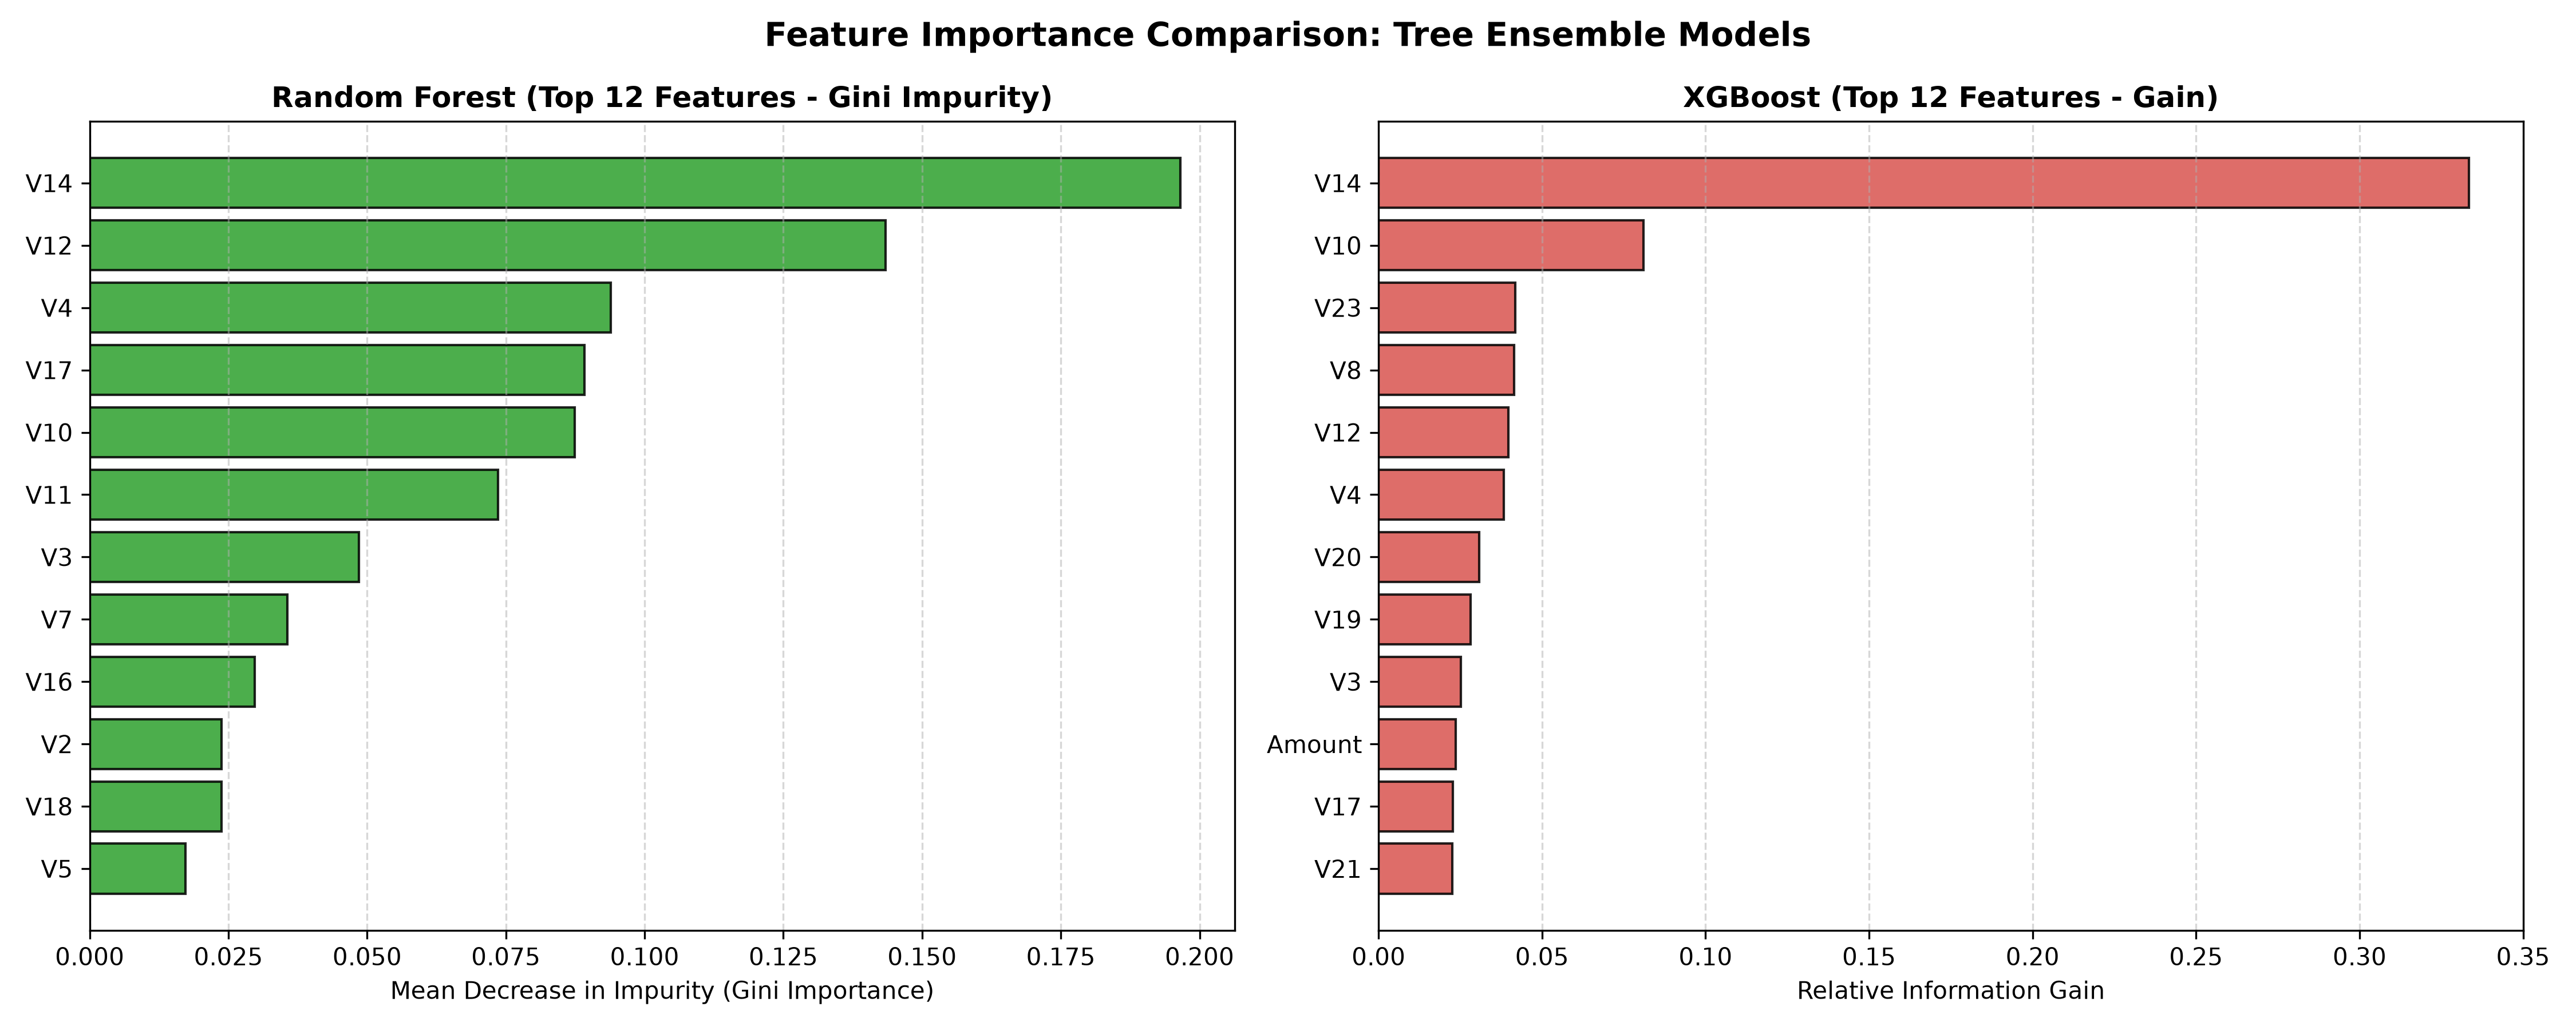 Feature Importance Comparison: Tree Ensemble Models
Random Forest (Top 12 Features - Gini Impurity)
V14
V12
V4
V17
V10
V11
V3
V7
V16
V2
V18
V5
0.000 0.025 0.050 0.075 0.100 0.125 0.150 0.175 0.200
Mean Decrease in Impurity (Gini Importance)
XGBoost (Top 12 Features - Gain)
V14
V10
V23
V8
V12
V4
V20
V19
V3
Amount
V17
V21
0.00 0.05 0.10 0.15 0.20 0.25 0.30 0.35
Relative Information Gain